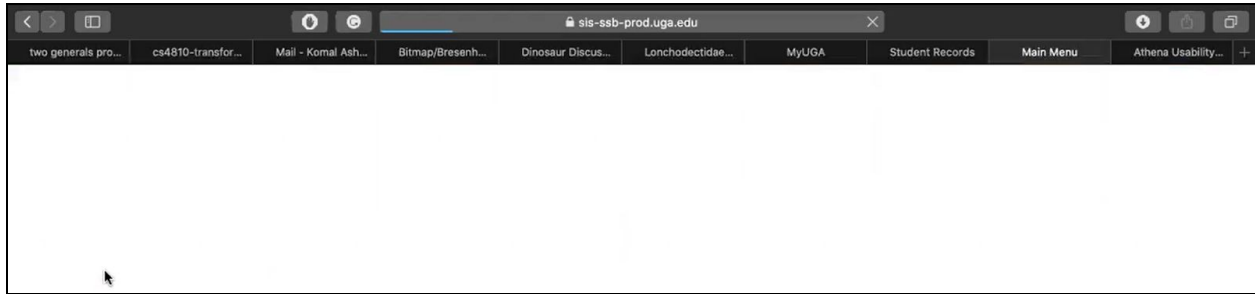 sis-ssb-prod.uga.edu
two generals pro... cs4810-transfor... Mail - Komal Ash... Bitmap/Bresenh... Dinosaur Discus... Lonchodectidae... MyUGA Student Records Main Menu Athena Usability...